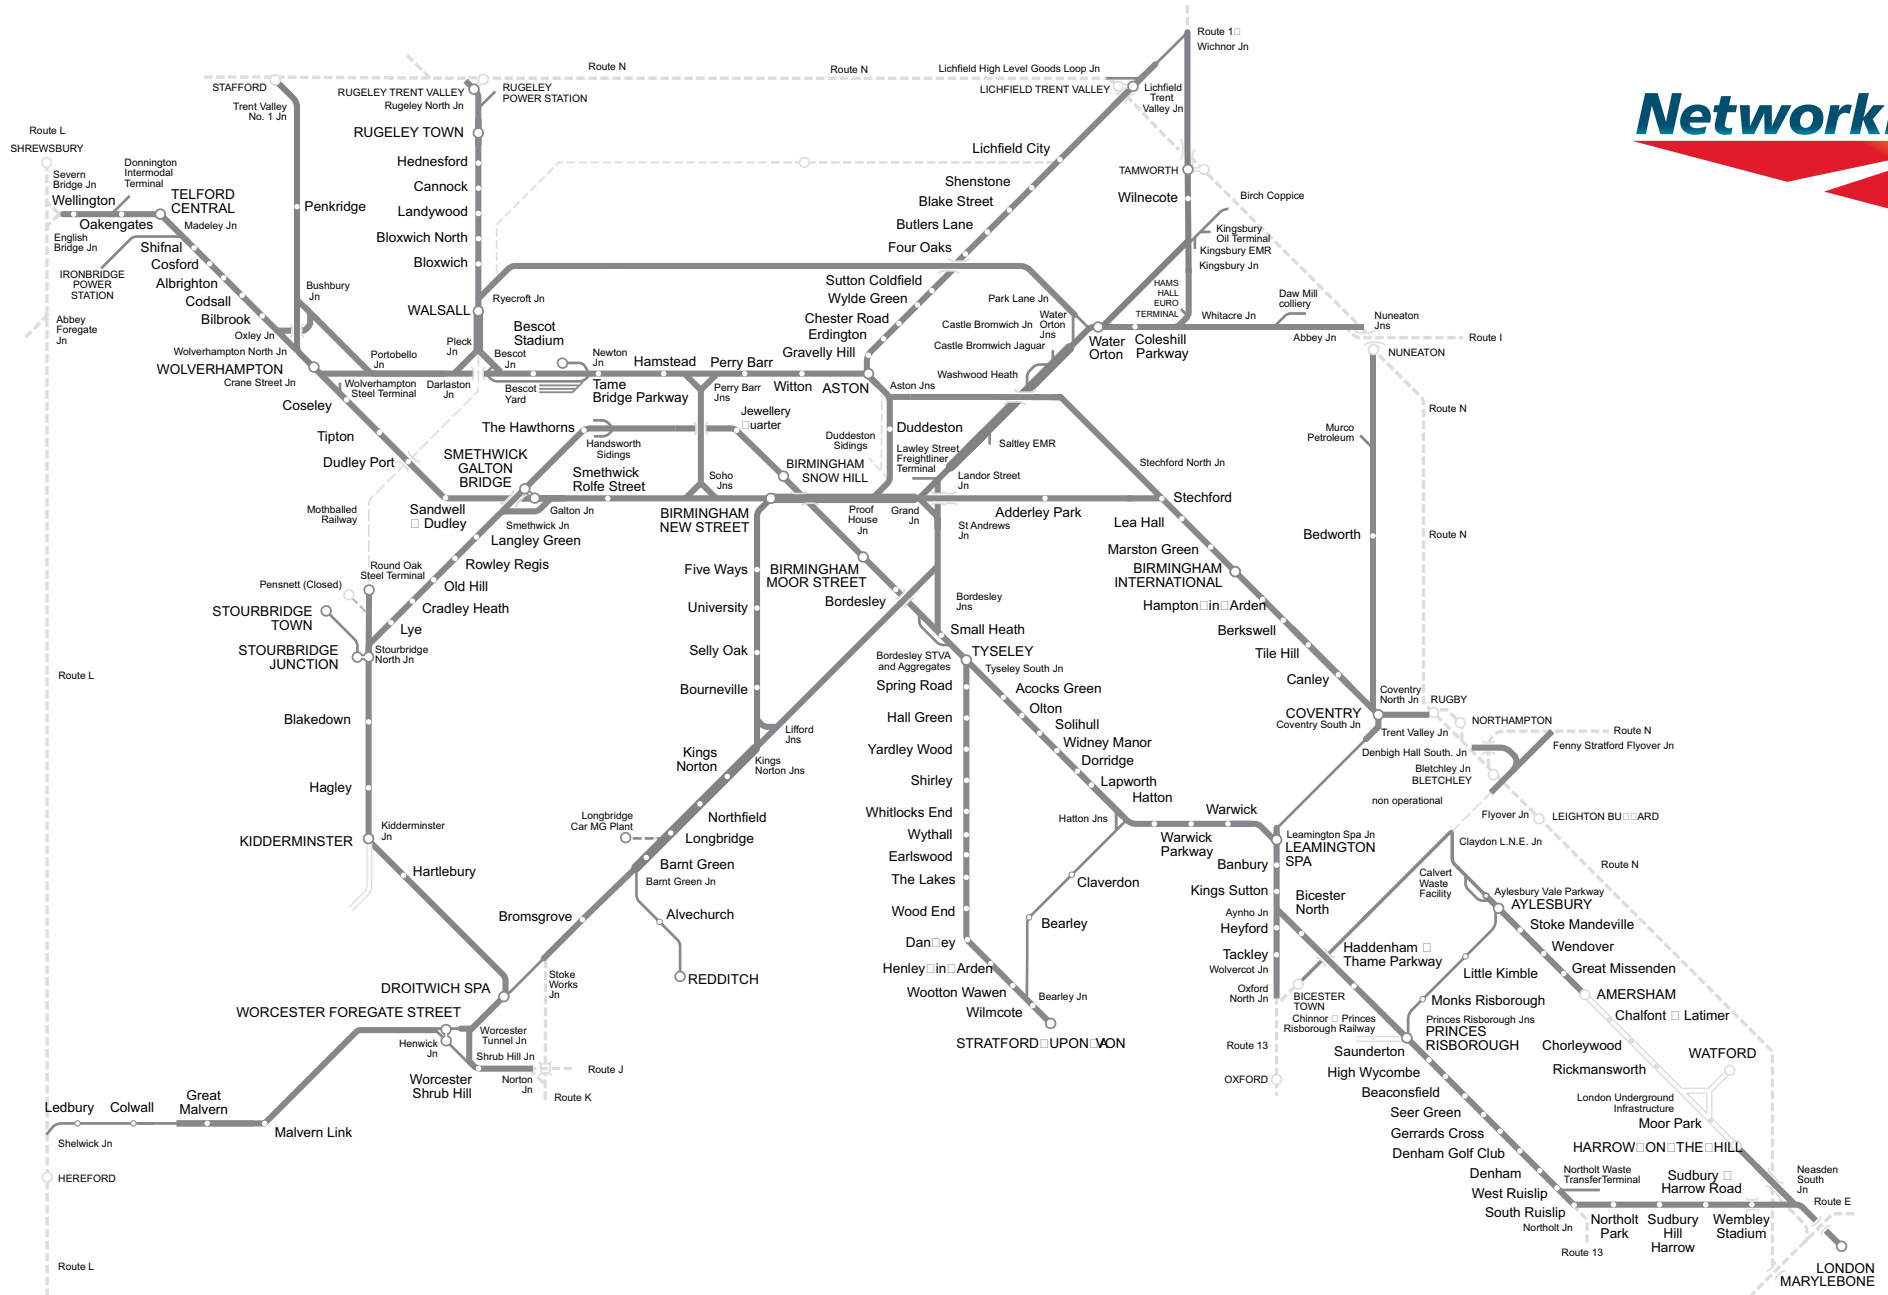 Route 1
Wichnor Jn
Route N
Route N
Lichfield High Level Goods Loop Jn
LICHFIELD TRENT VALLEY
Lichfield
Trent
Valley Jn
STAFFORD
Trent Valley
No. 1 Jn
RUGELEY TRENT VALLEY
Rugeley North Jn
RUGELEY
POWER STATION
Network
RUGELEY TOWN
Hednesford
Cannock
Landywood
Bloxwich North
Bloxwich
WALSALL
Ryecroft Jn
Route L
SHREWSBURY
Severn
Bridge Jn
Wellington
Donnington
Intermodal
Terminal
TELFORD
CENTRAL
Oakengates
Madeley Jn
English
Bridge Jn
Shifnal
Cosford
Albrighton
Codsall
Bilbrook
Oxley Jn
IRONBRIDGE
POWER
STATION
Abbey
Foregate
Jn
Penkridge
Bushbury
Jn
Wolverhampton North Jn
WOLVERHAMPTON
Crane Street Jn
Portobello
Jn
Wolverhampton
Steel Terminal
Darlaston
Jn
Pleck
Jn
Bescot
Jn
Bescot
Stadium
Bescot
Yard
Newton
Jn
Tame
Bridge Parkway
Hamstead
Perry Barr
Perry Barr
Jns
Witton
ASTON
Aston Jns
Lichfield City
Shenstone
Blake Street
Butlers Lane
Four Oaks
Sutton Coldfield
Wylde Green
Chester Road
Erdington
Gravelly Hill
TAMWORTH
Wilnecote
Birch Coppice
Kingsbury
Oil Terminal
Kingsbury EMR
Kingsbury Jn
HAMS
HALL
EURO
TERMINAL
Daw Mill
colliery
Whitacre Jn
Abbey Jn
Nuneaton
Jns
Route I
NUNEATON
Park Lane Jn
Water
Orton
Jns
Castle Bromwich Jn
Castle Bromwich Jaguar
Washwood Heath
Water
Orton
Coleshill
Parkway
Coseley
Tipton
Dudley Port
Sandwell
Dudley
The Hawthorns
Handsworth
Sidings
SMETHWICK
GALTON
BRIDGE
Smethwick
Rolfe Street
Galton Jn
Smethwick Jn
Langley Green
Rowley Regis
Old Hill
Cradley Heath
Lye
Jewellery
uarter
BIRMINGHAM
SNOW HILL
Soho
Jns
BIRMINGHAM
NEW STREET
Duddeston
Duddeston
Sidings
Lawley Street
Freightliner
Terminal
Saltley EMR
Landor Street
Jn
Proof
House
Jn
Grand
Jn
St Andrews
Jn
Adderley Park
Stechford North Jn
Stechford
Lea Hall
Marston Green
BIRMINGHAM
INTERNATIONAL
Hampton in Arden
Berkswell
Tile Hill
Canley
COVENTRY
Coventry South Jn
Coventry
North Jn
RUGBY
Trent Valley Jn
NORTHAMPTON
Route N
Denbigh Hall South. Jn
Fenny Stratford Flyover Jn
Bletchley Jn
BLETCHLEY
non operational
Flyover Jn
LEIGHTON BU ARD
Claydon L.N.E. Jn
Route N
Murco
Petroleum
Bedworth
Route N
Route N
Mothballed
Railway
Round Oak
Steel Terminal
Pensnett (Closed)
STOURBRIDGE
TOWN
STOURBRIDGE
JUNCTION
Stourbridge
North Jn
Route L
Blakedown
Hagley
KIDDERMINSTER
Kidderminster
Jn
Hartlebury
BIRMINGHAM
MOOR STREET
Bordesley
Bordesley
Jns
Small Heath
Bordesley STVA
and Aggregates
TYSELEY
Tyseley South Jn
Five Ways
University
Selly Oak
Bourneville
Lifford
Jns
Kings
Norton
Kings
Norton Jns
Northfield
Longbridge
Longbridge
Car MG Plant
Barnt Green
Barnt Green Jn
Bromsgrove
Alvechurch
REDDITCH
Spring Road
Hall Green
Yardley Wood
Shirley
Whitlocks End
Wythall
Earlswood
The Lakes
Wood End
Dan ey
Henley in Arden
Wootton Wawen
Wilmcote
STRATFORD UPON AVON
Bearley Jn
Bearley
Claverdon
Acocks Green
Olton
Solihull
Widney Manor
Dorridge
Lapworth
Hatton
Hatton Jns
Warwick
Parkway
Warwick
Leamington Spa Jn
LEAMINGTON
SPA
Banbury
Kings Sutton
Aynho Jn
Heyford
Tackley
Wolvercot Jn
Oxford
North Jn
Route 13
OXFORD
Bicester
North
BICESTER
TOWN
Haddenham
Thame Parkway
Chinnor Princes
Risborough Railway
Calvert
Waste
Facility
Aylesbury Vale Parkway
AYLESBURY
Stoke Mandeville
Wendover
Great Missenden
AMERSHAM
Chalfont Latimer
Chorleywood
Rickmansworth
WATFORD
London Underground
Infrastructure
Moor Park
HARROW ON THE HILL
Little Kimble
Monks Risborough
Princes Risborough Jns
PRINCES
RISBOROUGH
Saunderton
High Wycombe
Beaconsfield
Seer Green
Gerrards Cross
Denham Golf Club
Denham
West Ruislip
South Ruislip
Northolt Jn
Route 13
Northolt Waste
TransferTerminal
Northolt
Park
Sudbury
Hill
Harrow
Sudbury
Harrow Road
Wembley
Stadium
Neasden
South
Jn
Route E
LONDON
MARYLEBONE
DROITWICH SPA
Stoke
Works
Jn
WORCESTER FOREGATE STREET
Henwick
Jn
Worcester
Tunnel Jn
Shrub Hill Jn
Worcester
Shrub Hill
Norton
Jn
Route J
Route K
Malvern Link
Great
Malvern
Colwall
Ledbury
Shelwick Jn
HEREFORD
Route L